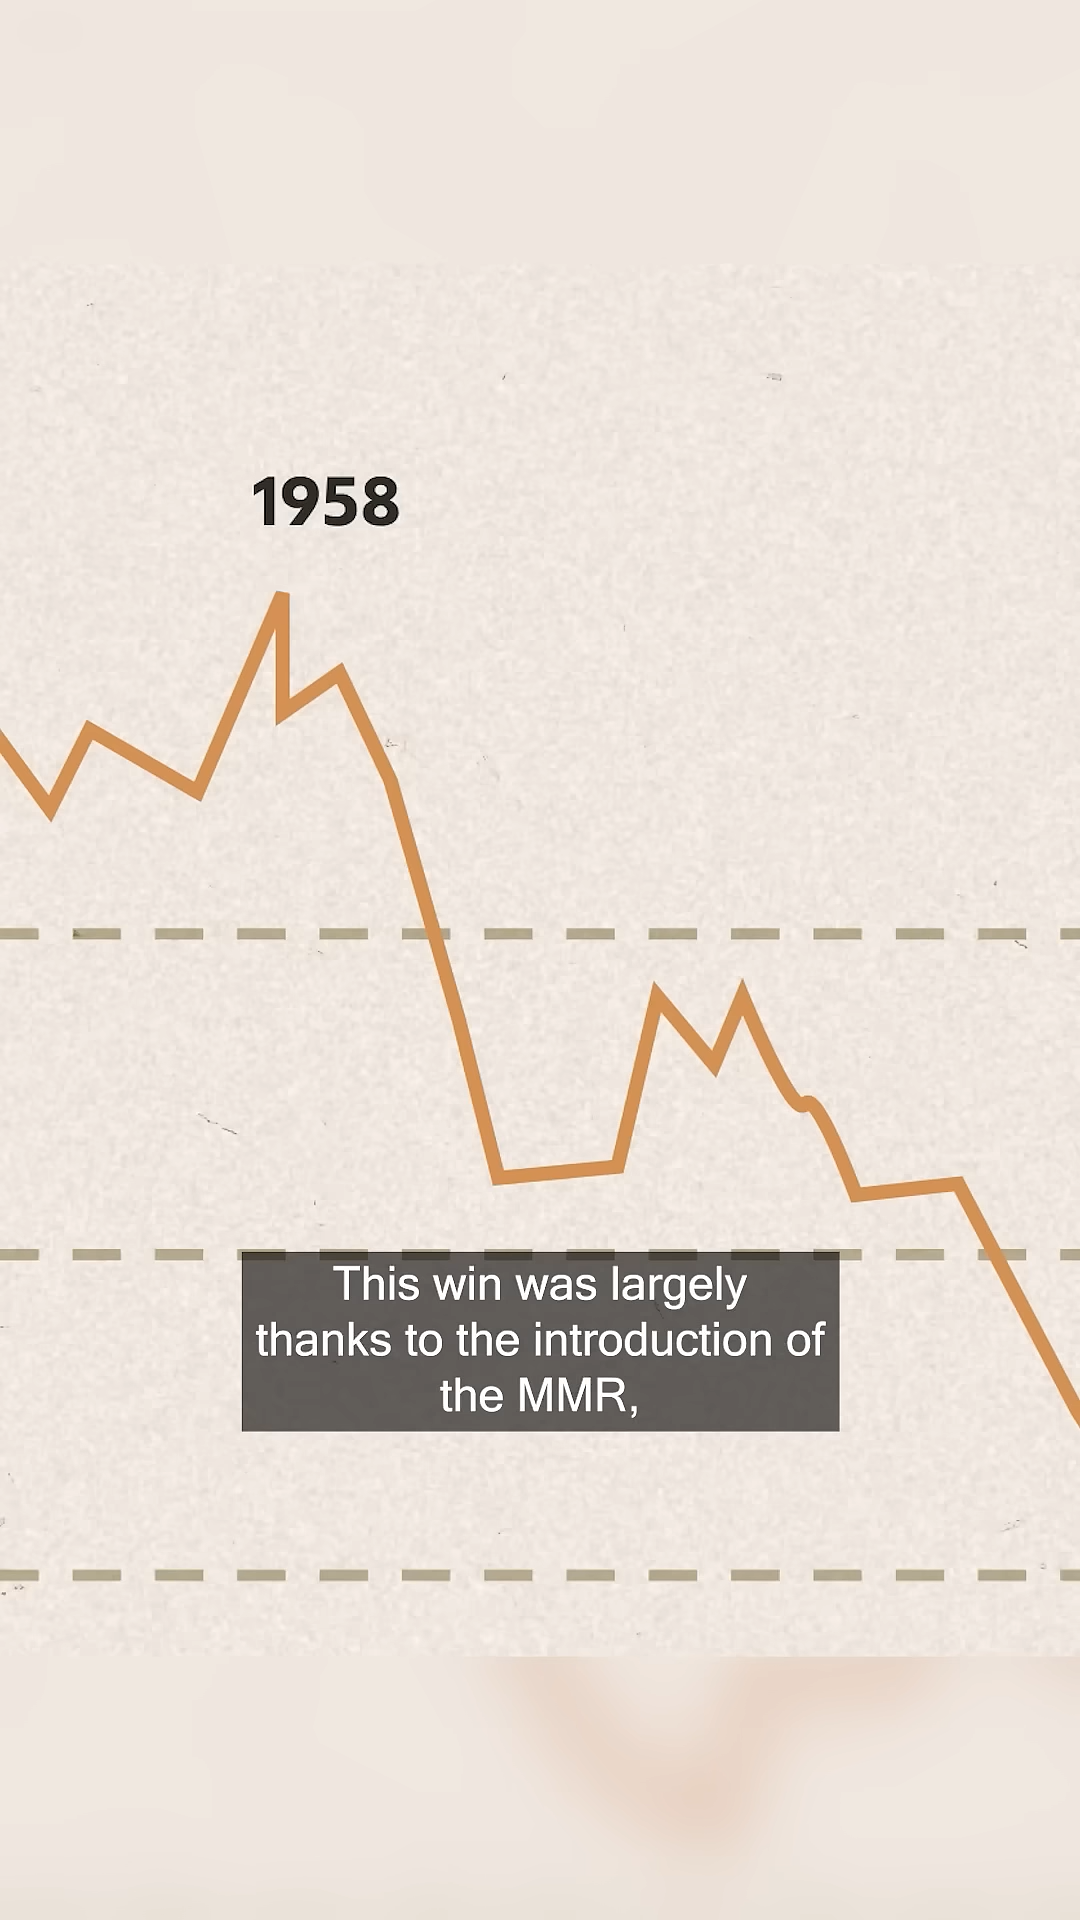 1958
This win was largely
thanks to the introduction of
the MMR,